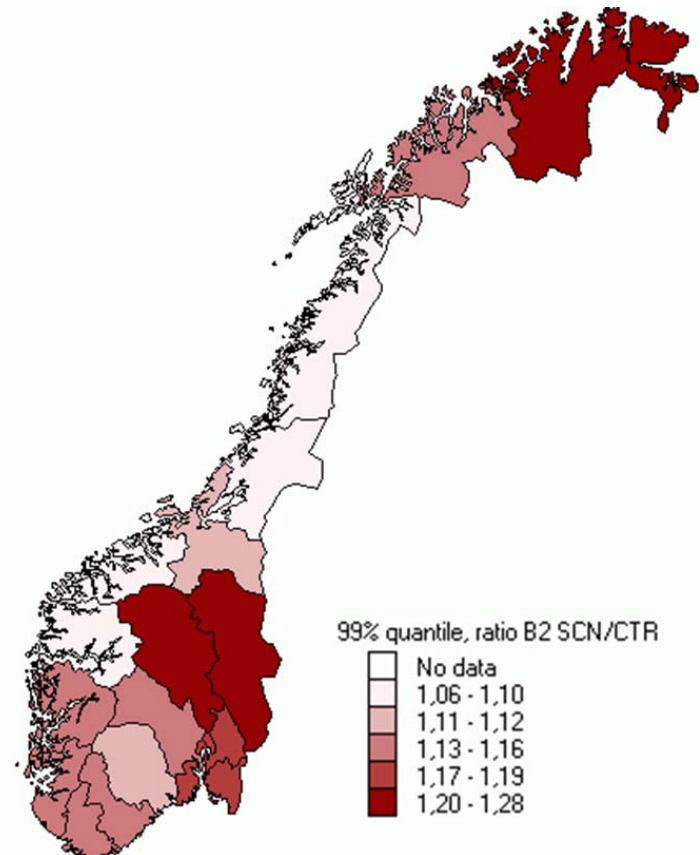 99% quantile, ratio B2 SCN/CTR
No data
1,06 - 1,10
1,11 - 1,12
1,13 - 1,16
1,17 - 1,19
1,20 - 1,28